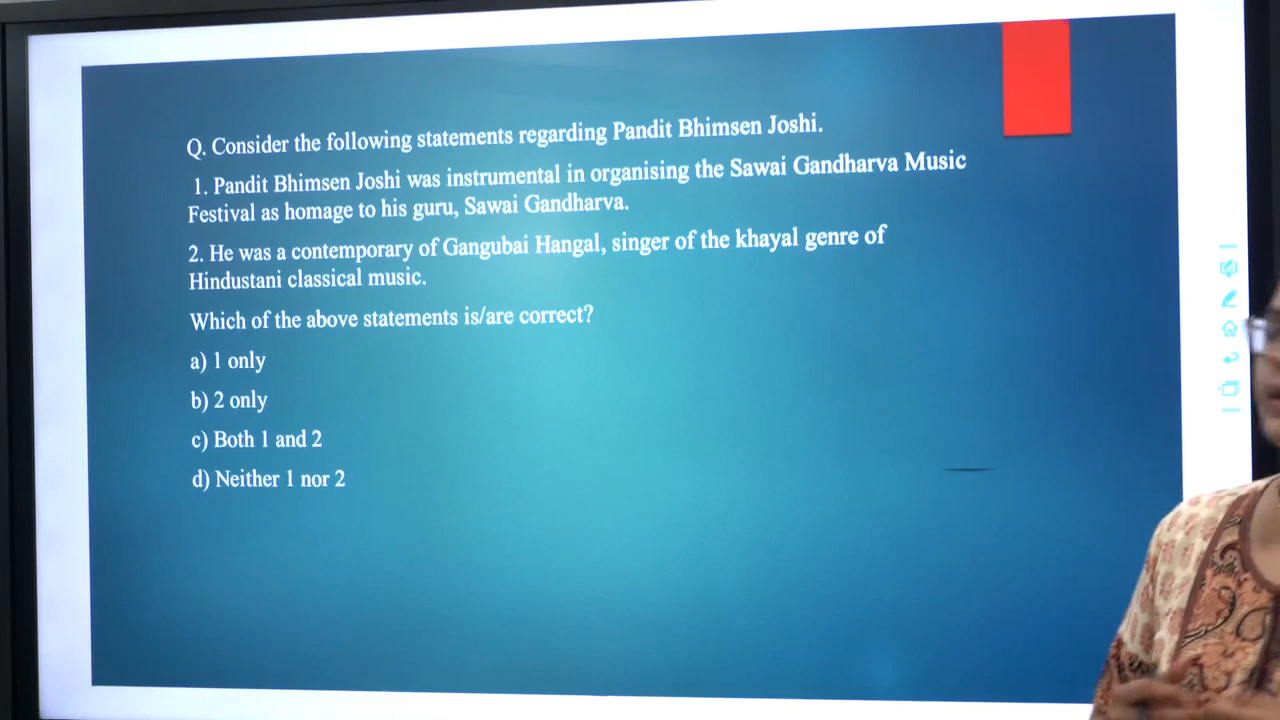 Q. Consider the following statements regarding Pandit Bhimsen Joshi.
1. Pandit Bhimsen Joshi was instrumental in organising the Sawai Gandharva Music
Festival as homage to his guru, Sawai Gandharva.
2. He was a contemporary of Gangubai Hangal, singer of the khayal genre of
Hindustani classical music.
Which of the above statements is/are correct?
a) 1 only
b) 2 only
c) Both 1 and 2
d) Neither 1 nor 2